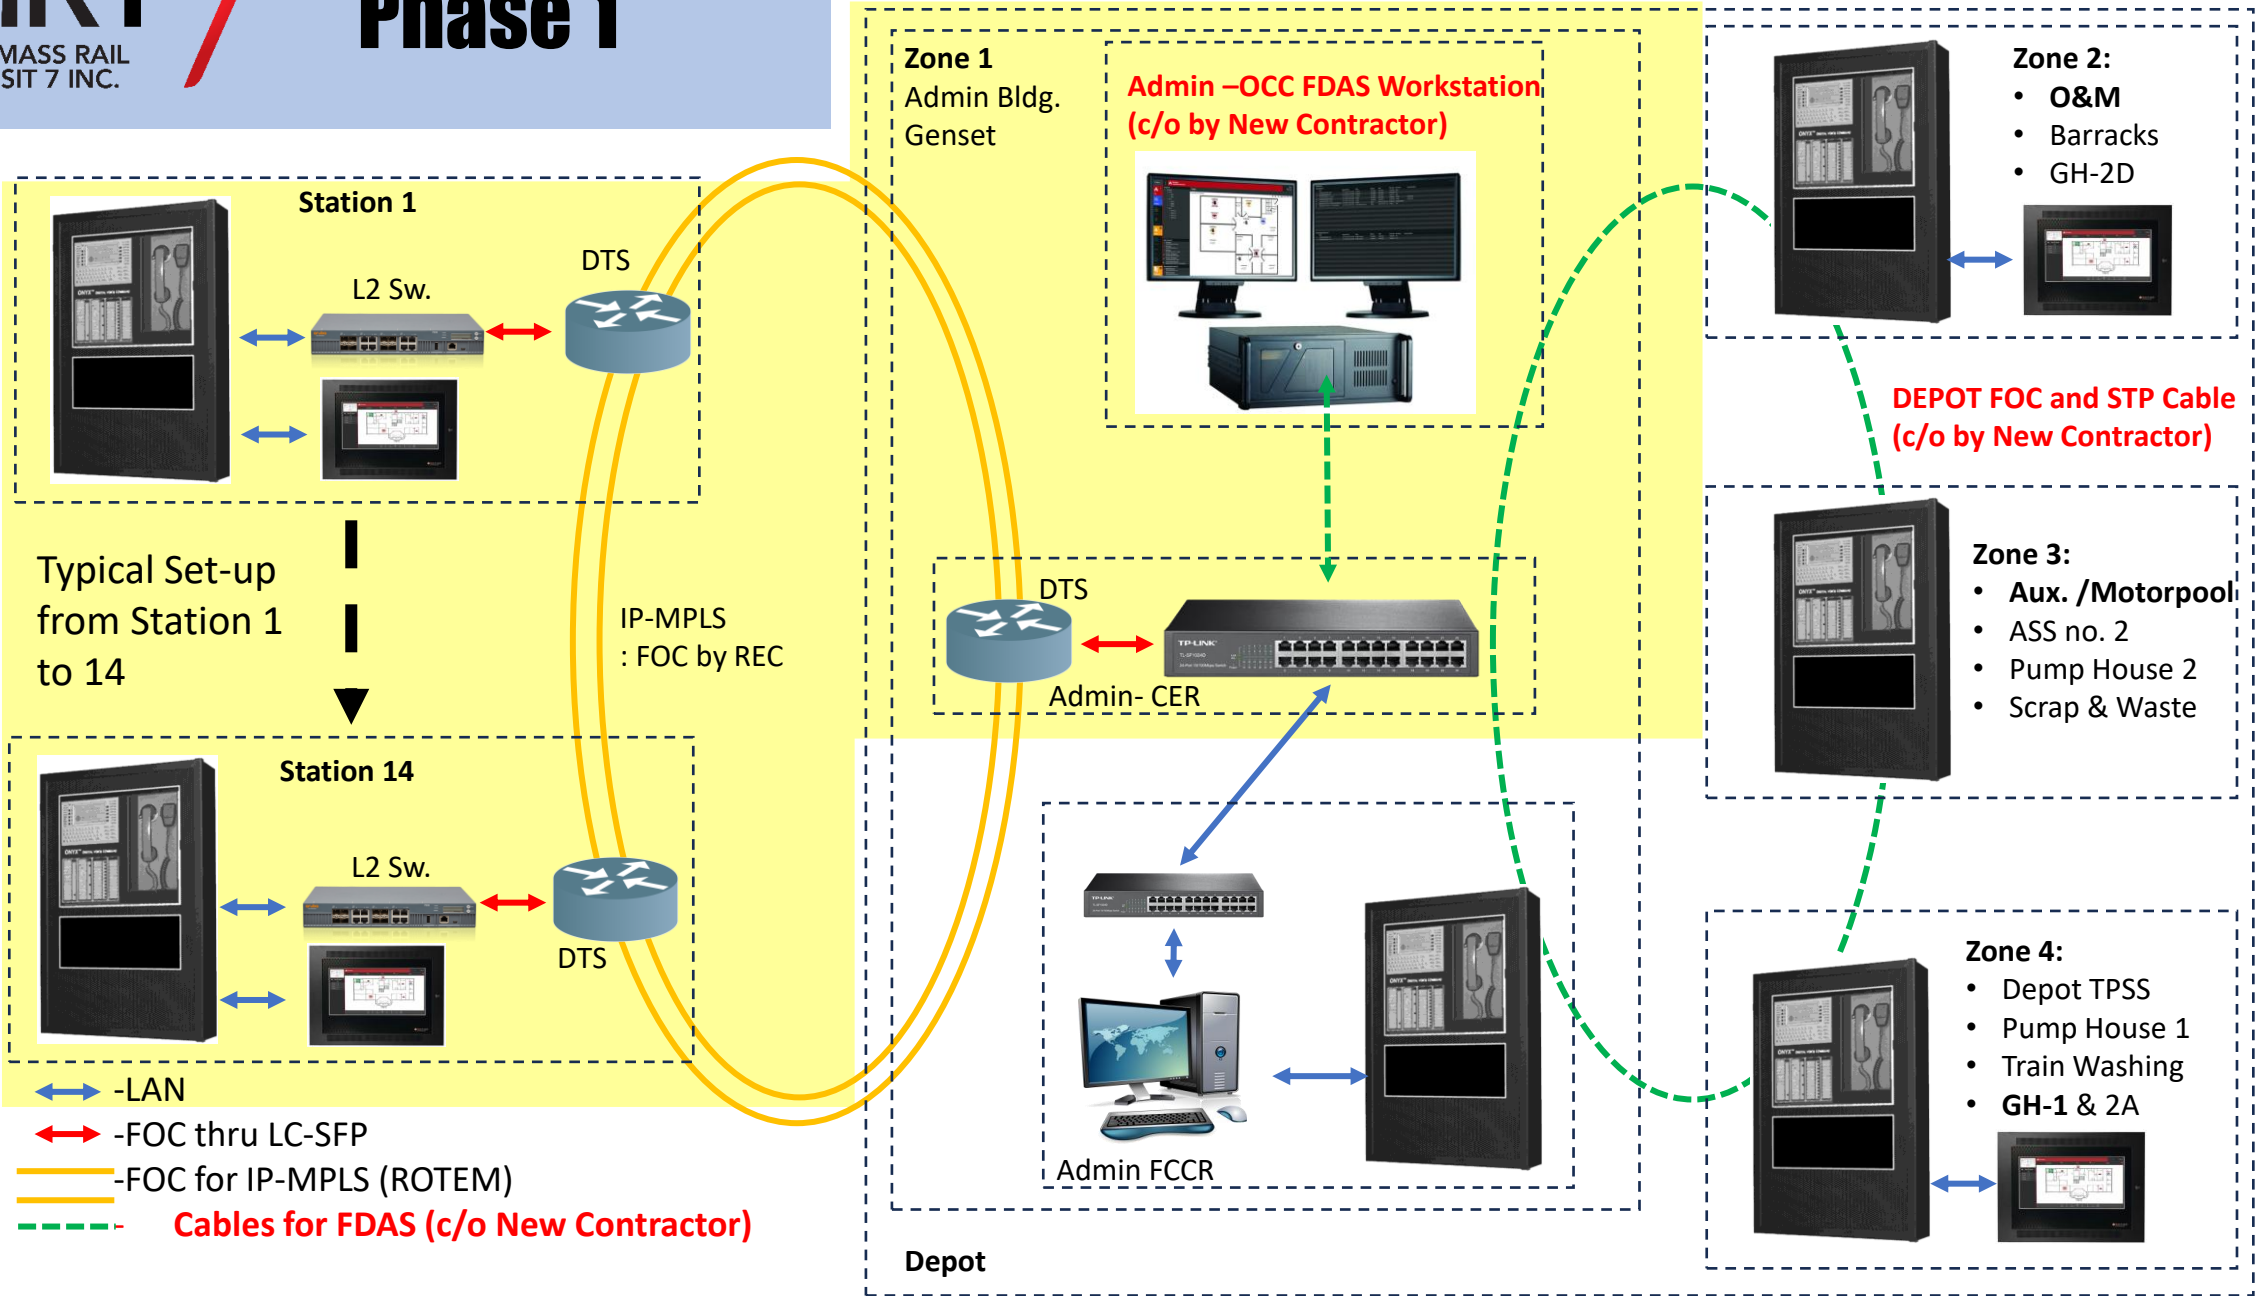 Phase 1
MASS RAIL
SIT 7 INC.
Station 1
DTS
L2 Sw.
Typical Set-up
from Station 1
to 14
IP-MPLS
: FOC by REC
Station 14
L2 Sw.
DTS
-LAN
-FOC thru LC-SFP
-FOC for IP-MPLS (ROTEM)
- Cables for FDAS (c/o New Contractor)
Zone 1
Admin Bldg.
Genset
Admin –OCC FDAS Workstation
(c/o by New Contractor)
DTS
TP-LINK
Admin- CER
TP-LINK
Admin FCCR
Depot
Zone 2:
• O&M
• Barracks
• GH-2D
DEPOT FOC and STP Cable
(c/o by New Contractor)
Zone 3:
• Aux. /Motorpool
• ASS no. 2
• Pump House 2
• Scrap & Waste
Zone 4:
• Depot TPSS
• Pump House 1
• Train Washing
• GH-1 & 2A